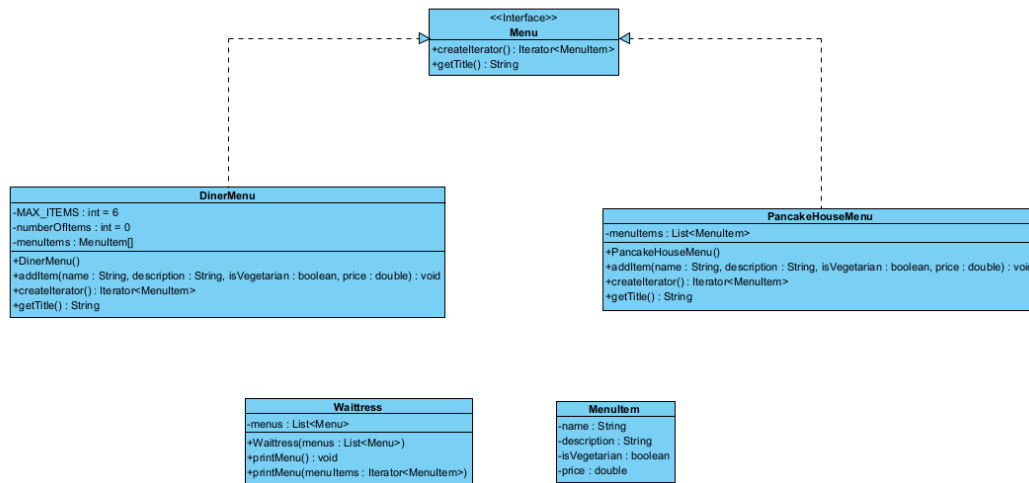 <<Interface>>
Menu
+createIterator() : Iterator<MenuItem>
+getTitle() : String
DinerMenu
-MAX_ITEMS : int = 6
-numberOfItems : int = 0
-menuItems : MenuItem[]
+DinerMenu()
+addItem(name : String, description : String, isVegetarian : boolean, price : double) : void
+createIterator() : Iterator<MenuItem>
+getTitle() : String
PancakeHouseMenu
-menuItems : List<MenuItem>
+PancakeHouseMenu()
+addItem(name : String, description : String, isVegetarian : boolean, price : double) : void
+createIterator() : Iterator<MenuItem>
+getTitle() : String
Waittress
-menus : List<Menu>
+Waittress(menus : List<Menu>)
+printMenu() : void
+printMenu(menuItems : Iterator<MenuItem>)
MenuItem
-name : String
-description : String
-isVegetarian : boolean
-price : double